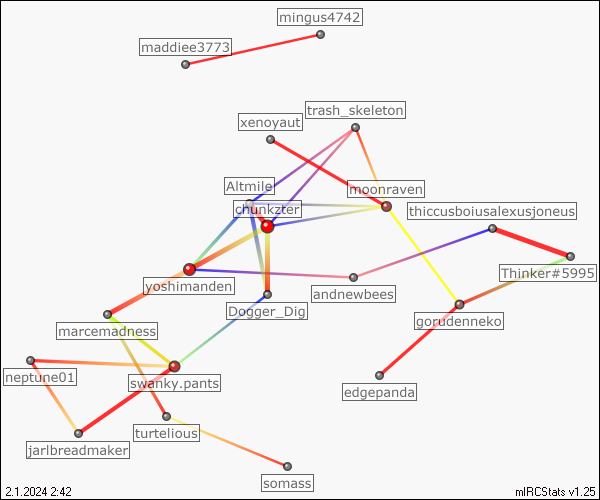 mingus4742
maddiee3773
trash_skeleton
xenoyaut
Altmile
moonraven
chunkzter
thiccusboiusalexusjoneus
Thinker#5995
yoshimanden
andnewbees
Dogger_Dig
gorudenneko
marcemadness
neptune01
swanky.pants
edgepanda
turtelious
jarlbreadmaker
somass
2.1.2024 2:42
mIRCStats v1.25